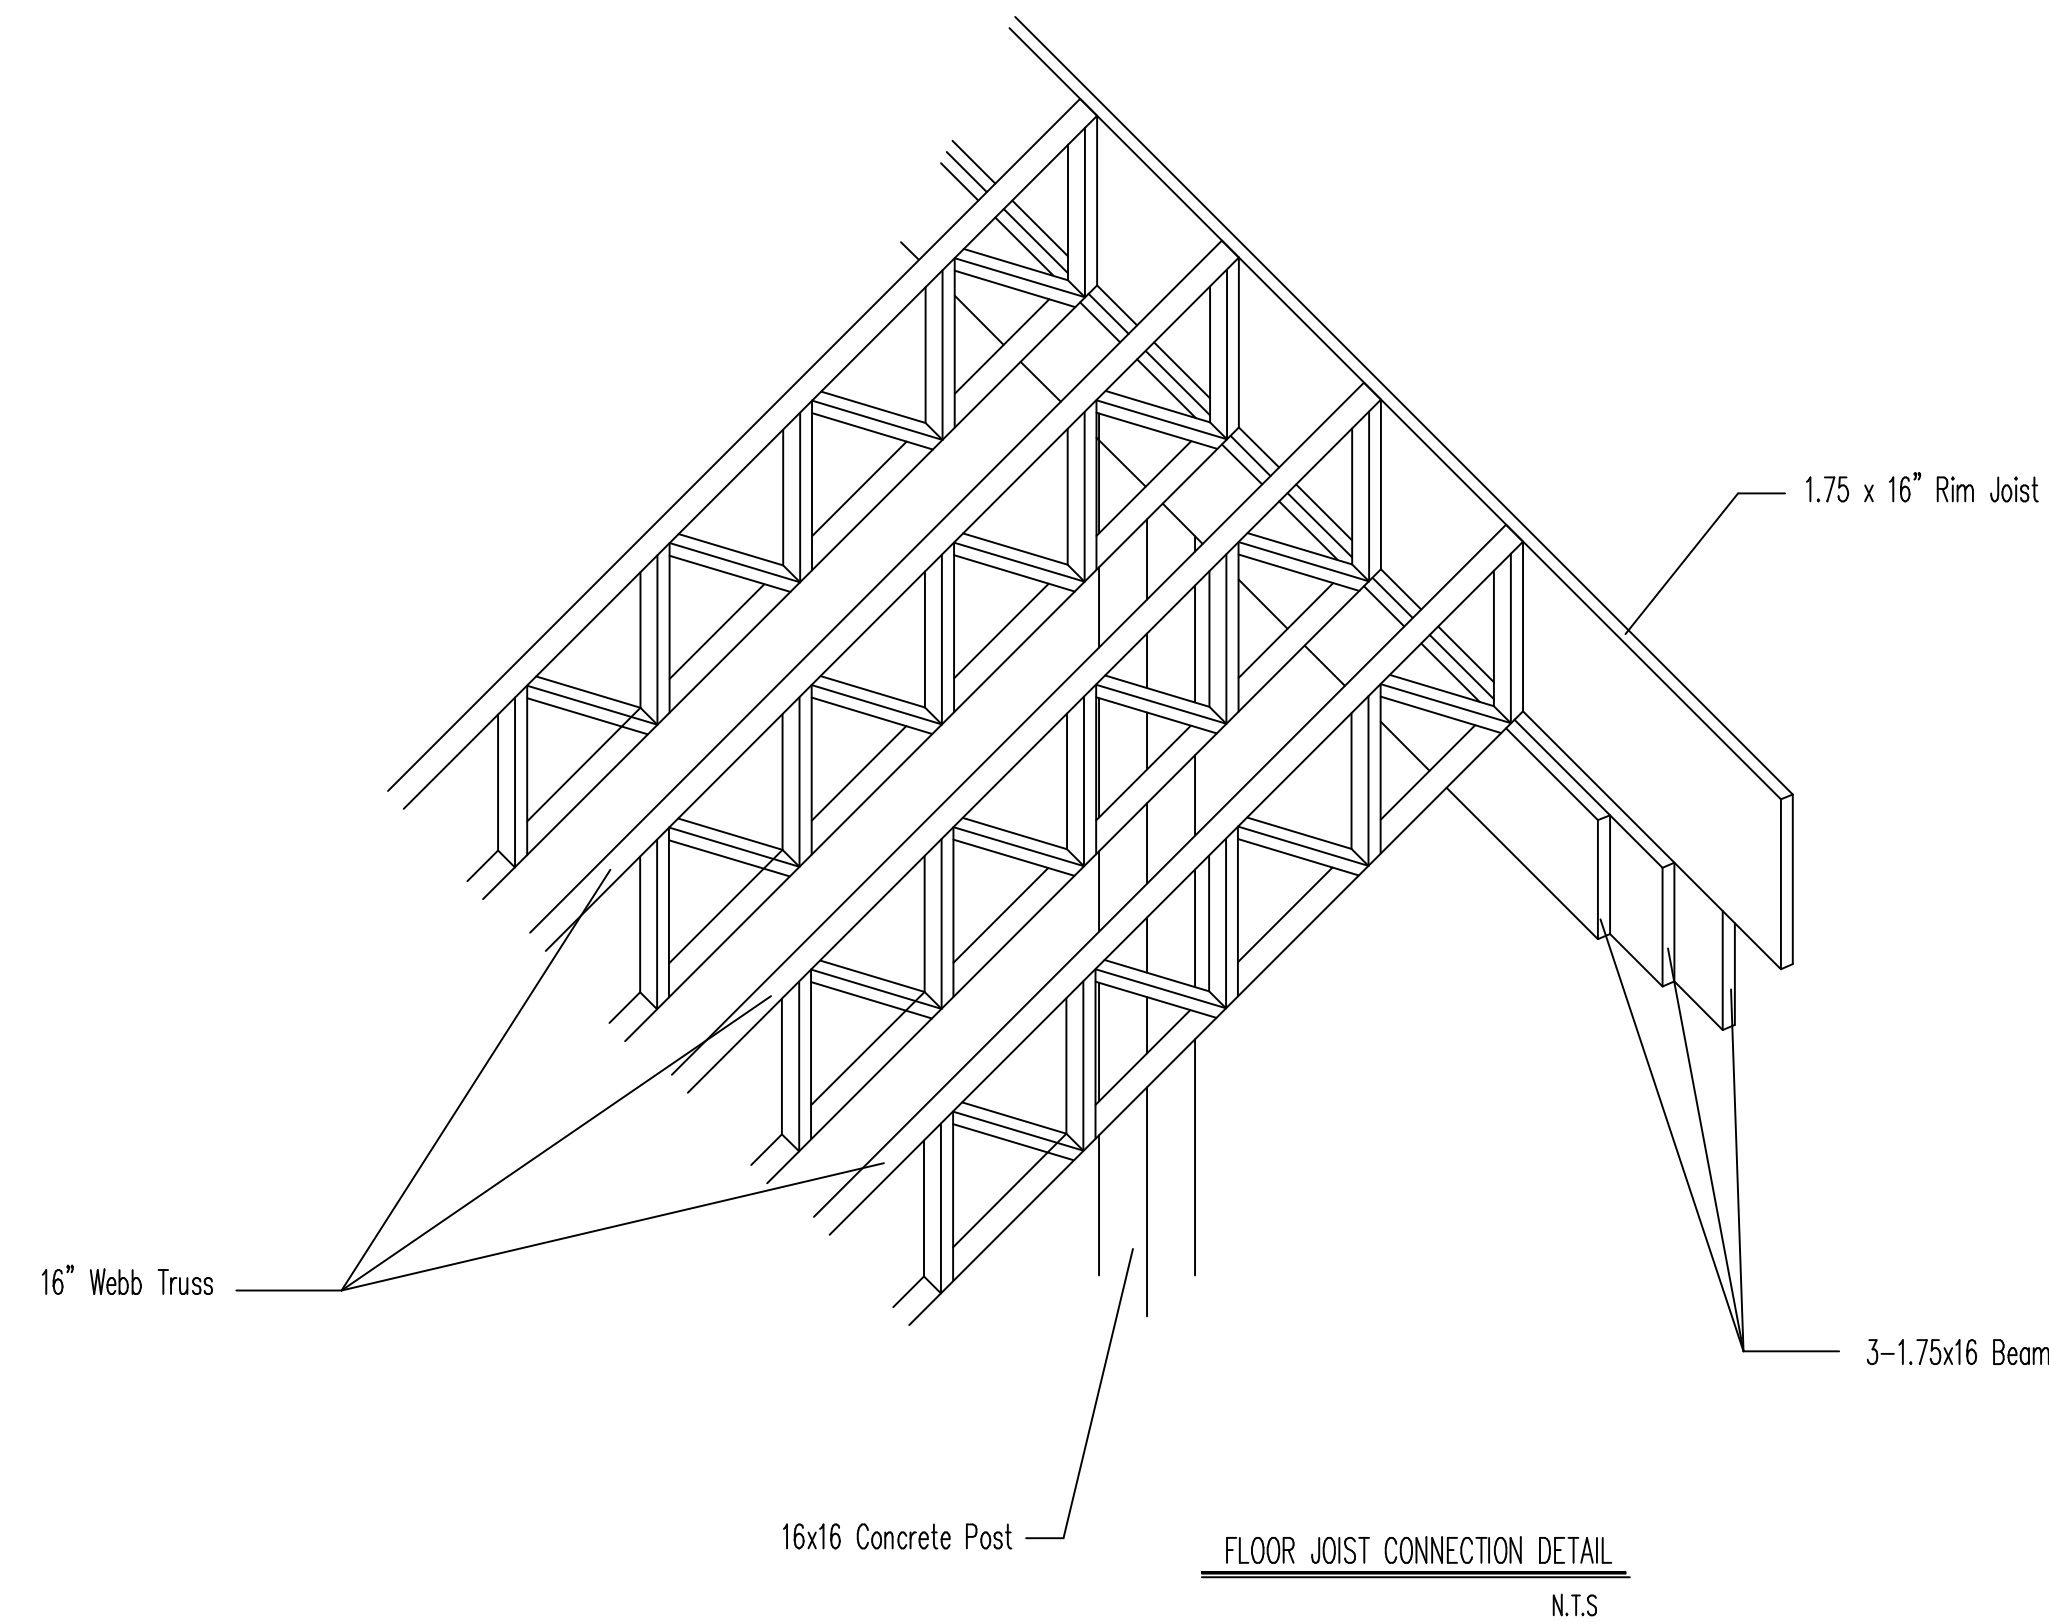 1.75 x 16” Rim Joist
16” Webb Truss
3-1.75x16 Beam
16x16 Concrete Post
FLOOR JOIST CONNECTION DETAIL
N.T.S